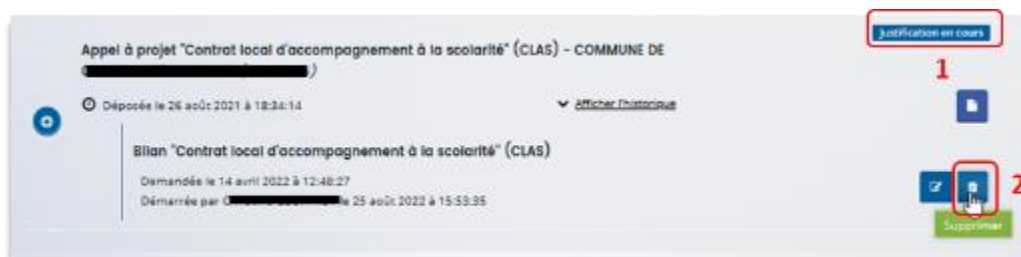 Justification en cours
Appel à projet "Contrat local d'accompagnement à la scolarité" (CLAS) - COMMUNE DE
)
1
Déposée le 26 août 2021 à 18:34:14
Afficher l'historique
Bilan "Contrat local d'accompagnement à la scolarité" (CLAS)
Demandée le 14 avril 2022 à 12:48:27
Démarrée par le 25 août 2022 à 15:53:35
2
Supprimer